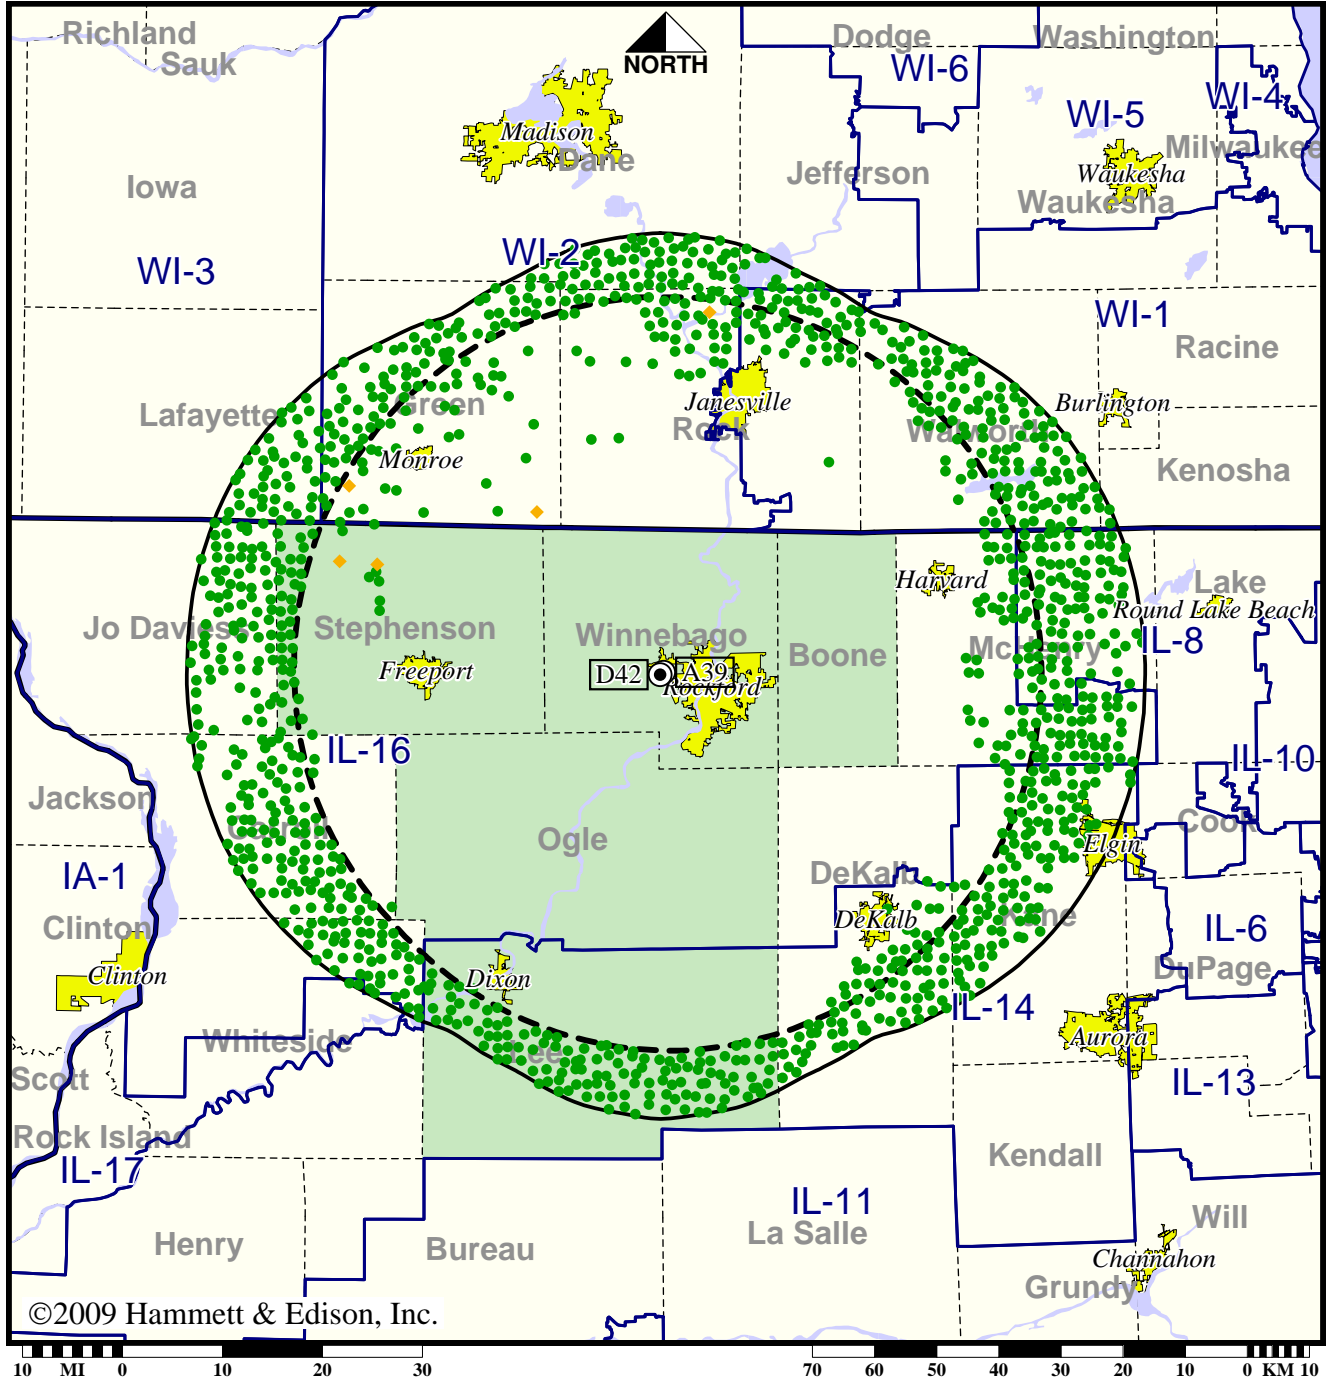 Richland
Sauk
NORTH
Dodge
Washington
WI-6
WI-4
WI-5
Madison
Dane
Milwaukee
Iowa
Jefferson
Waukesha
Waukesha
WI-3
WI-2
WI-1
Racine
Lafayette
Green
Janesville
Rock
Burlington
Walworth
Monroe
Kenosha
Harvard
Lake
Round Lake Beach
Jo Daviess
Stephenson
Winnebago
Boone
McHenry
IL-8
Freeport
D42
A39
Rockford
IL-16
IL-10
Jackson
Carroll
Ogle
Cook
Elgin
IA-1
DeKalb
DeKalb
Kane
Clinton
IL-6
Clinton
Dixon
DuPage
IL-14
Whiteside
Lee
Aurora
Scott
IL-13
Rock Island
IL-17
Kendall
IL-11
La Salle
Will
Henry
Bureau
Channahon
Grundy
©2009 Hammett & Edison, Inc.
10 MI 0 10 20 30
70 60 50 40 30 20 10 0 KM 10